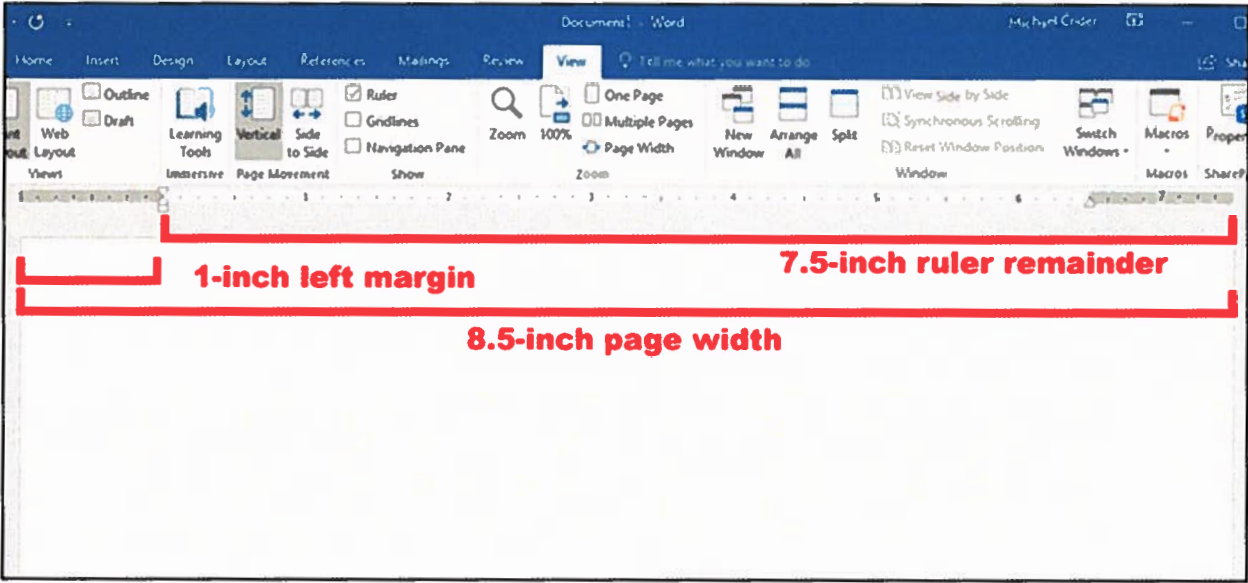 Document1 - Word Michael Crider
Home Insert Design Layout References Mailings Review View Tell me what you want to do Sha
Outline Ruler One Page View Side by Side
Draft Gridlines Multiple Pages Synchronous Scrolling
Web Layout Learning Tools Vertical Side to Side Navigation Pane Zoom 100% Page Width New Window Arrange All Split Reset Window Position Switch Windows Macros Proper
Views Immersive Page Movement Show Zoom Window Macros ShareP
1 1 2 3 4 5 6 7
1-inch left margin
7.5-inch ruler remainder
8.5-inch page width